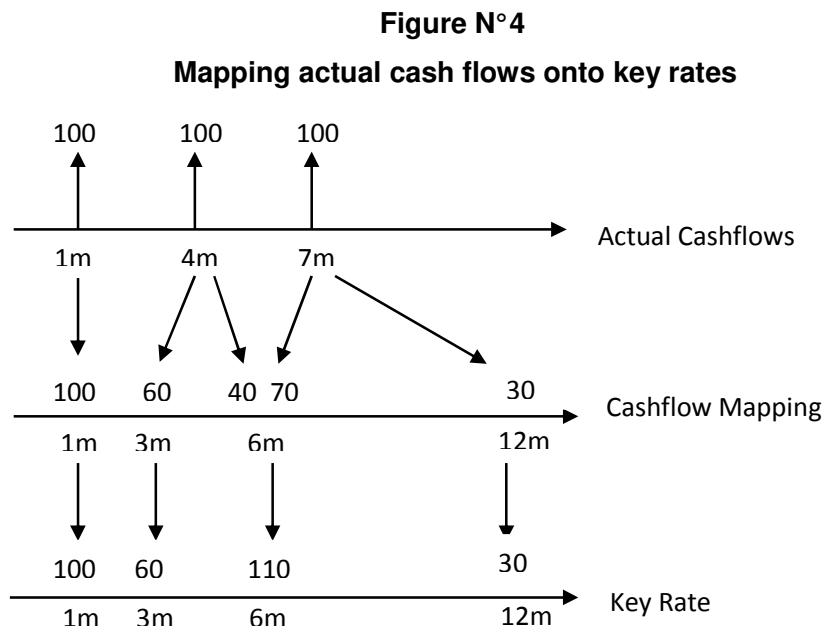 Figure N°4
Mapping actual cash flows onto key rates
100 100 100
Actual Cashflows
1m 4m 7m
100 60 40 70 30
Cashflow Mapping
1m 3m 6m 12m
100 60 110 30
Key Rate
1m 3m 6m 12m